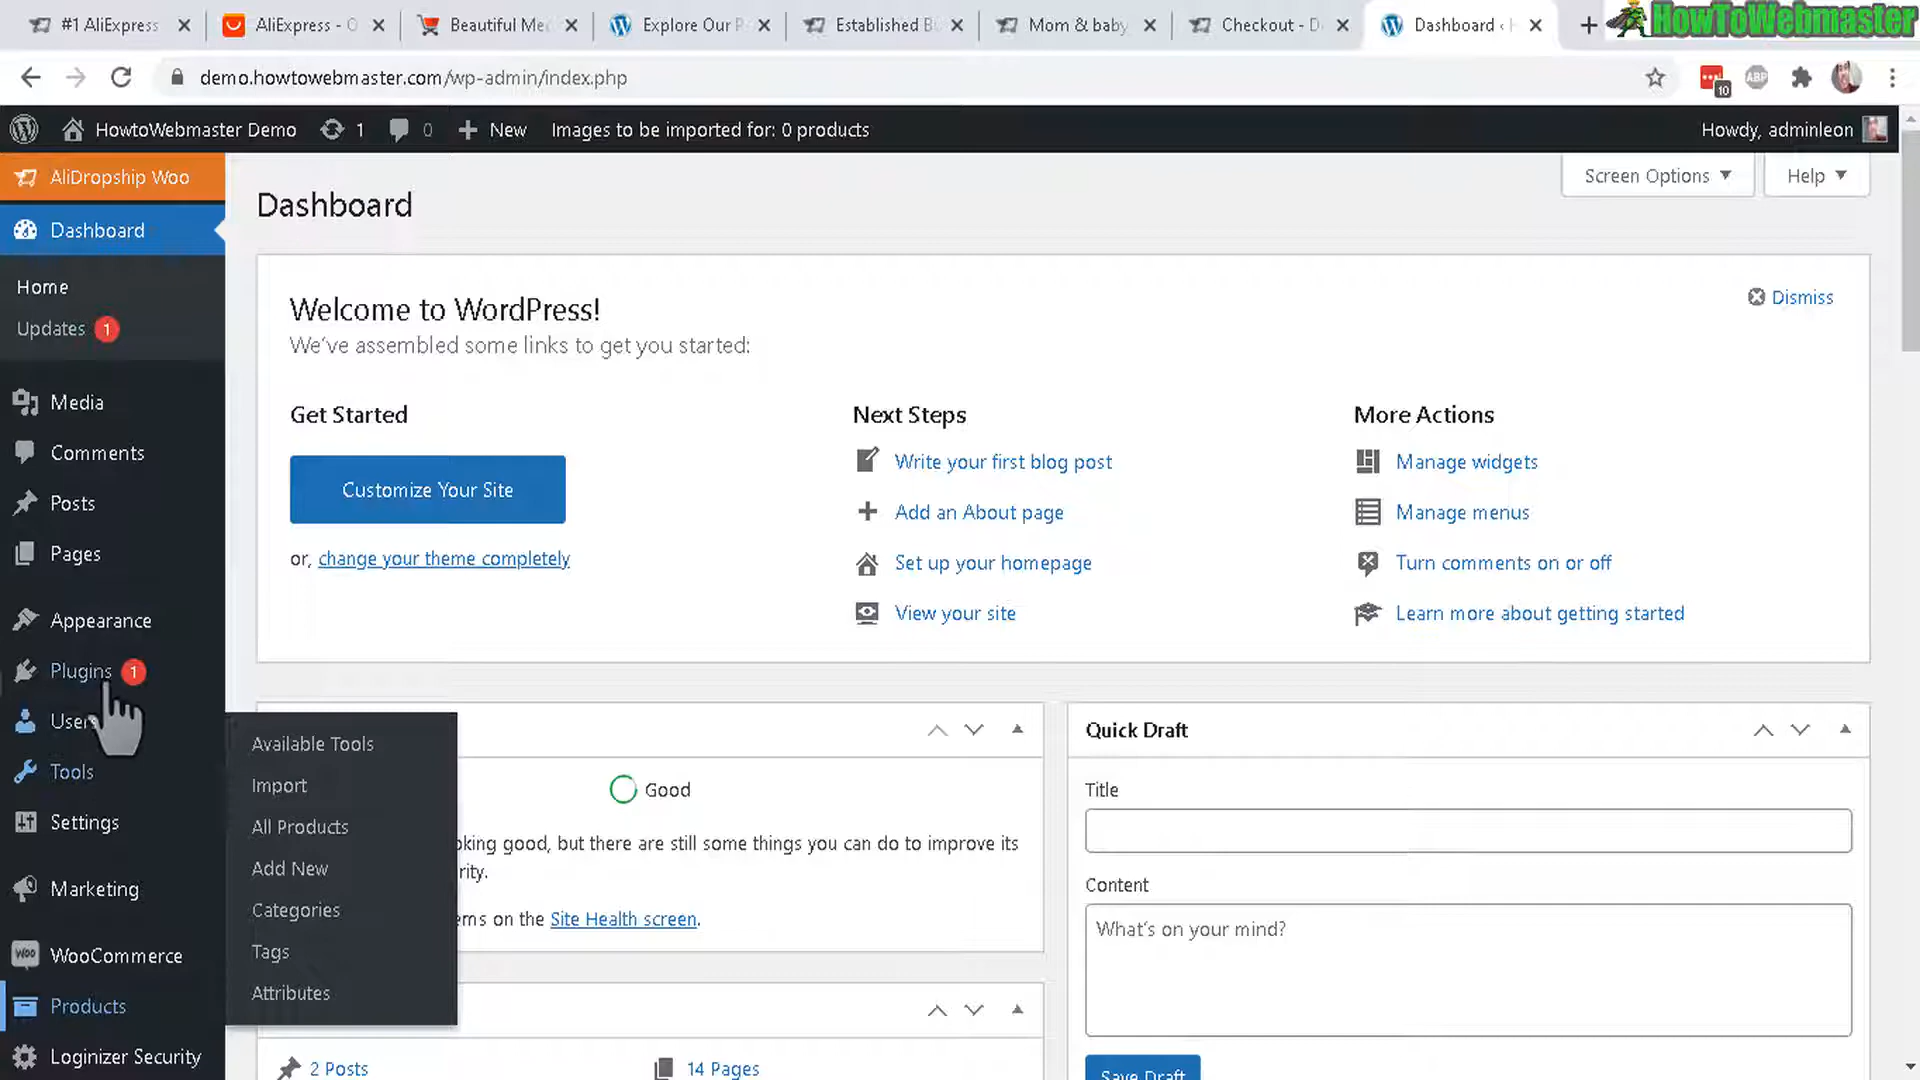 #1 AliExpress
AliExpress - O
Beautiful Me
Explore Our P
Established B
Mom & baby
Checkout - D
Dashboard ‹
HowToWebmaster
demo.howtowebmaster.com/wp-admin/index.php
10
ABP
HowtoWebmaster Demo
1
0
New
Images to be imported for: 0 products
Howdy, adminleon
AliDropship Woo
Dashboard
Home
Updates 1
Media
Comments
Posts
Pages
Appearance
Plugins 1
Users
Tools
Settings
Marketing
WooCommerce
Products
Loginizer Security
Available Tools
Import
All Products
Add New
Categories
Tags
Attributes
Dashboard
Screen Options
Help
Welcome to WordPress!
We've assembled some links to get you started:
Dismiss
Get Started
Customize Your Site
or, change your theme completely
Next Steps
Write your first blog post
Add an About page
Set up your homepage
View your site
More Actions
Manage widgets
Manage menus
Turn comments on or off
Learn more about getting started
Good
oking good, but there are still some things you can do to improve its
rity.
ems on the Site Health screen.
2 Posts
14 Pages
Quick Draft
Title
Content
What's on your mind?
Save Draft